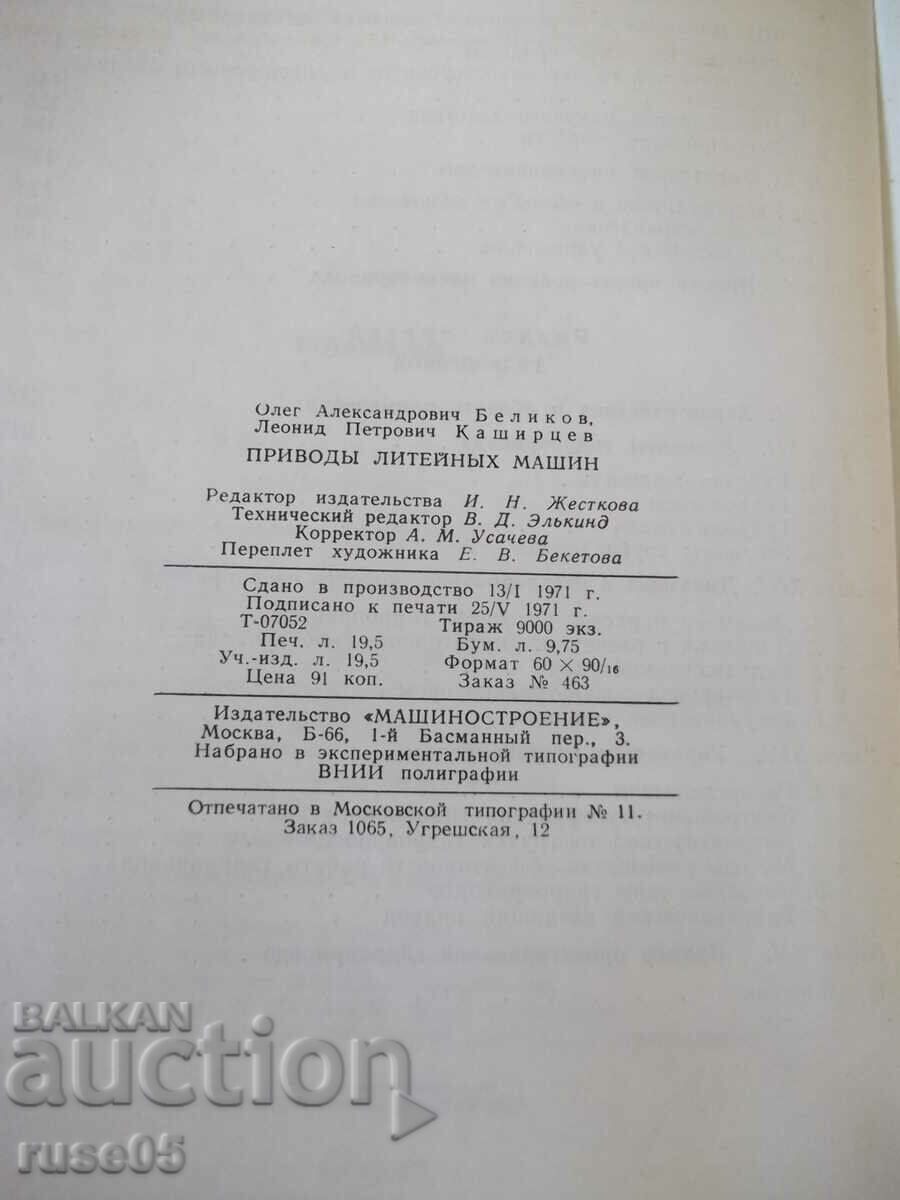 Олег Александрович Беликов,
Леонид Петрович Каширцев
ПРИВОДЫ ЛИТЕЙНЫХ МАШИН
Редактор издательства И. Н. Жесткова
Технический редактор В. Д. Элькинд
Корректор А. М. Усачева
Переплет художника Е. В. Бекетова
Сдано в производство 13/I 1971 г.
Подписано к печати 25/V 1971 г.
Т-07052 Тираж 9000 экз.
Печ. л. 19,5 Бум. л. 9,75
Уч.-изд. л. 19,5 Формат 60 × 90/16
Цена 91 коп. Заказ № 463
Издательство «МАШИНОСТРОЕНИЕ»,
Москва, Б-66, 1-й Басманный пер., 3.
Набрано в экспериментальной типографии
ВНИИ полиграфии
Отпечатано в Московской типографии № 11.
Заказ 1065, Угрешская, 12
BALKAN
auction
ruse05